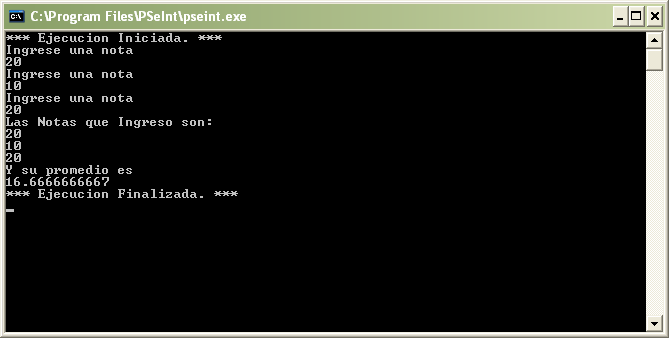 C:\Program Files\PSeInt\pseint.exe
*** Ejecucion Iniciada. ***
Ingrese una nota
20
Ingrese una nota
10
Ingrese una nota
20
Las Notas que Ingreso son:
20
10
20
Y su promedio es
16.6666666667
*** Ejecucion Finalizada. ***